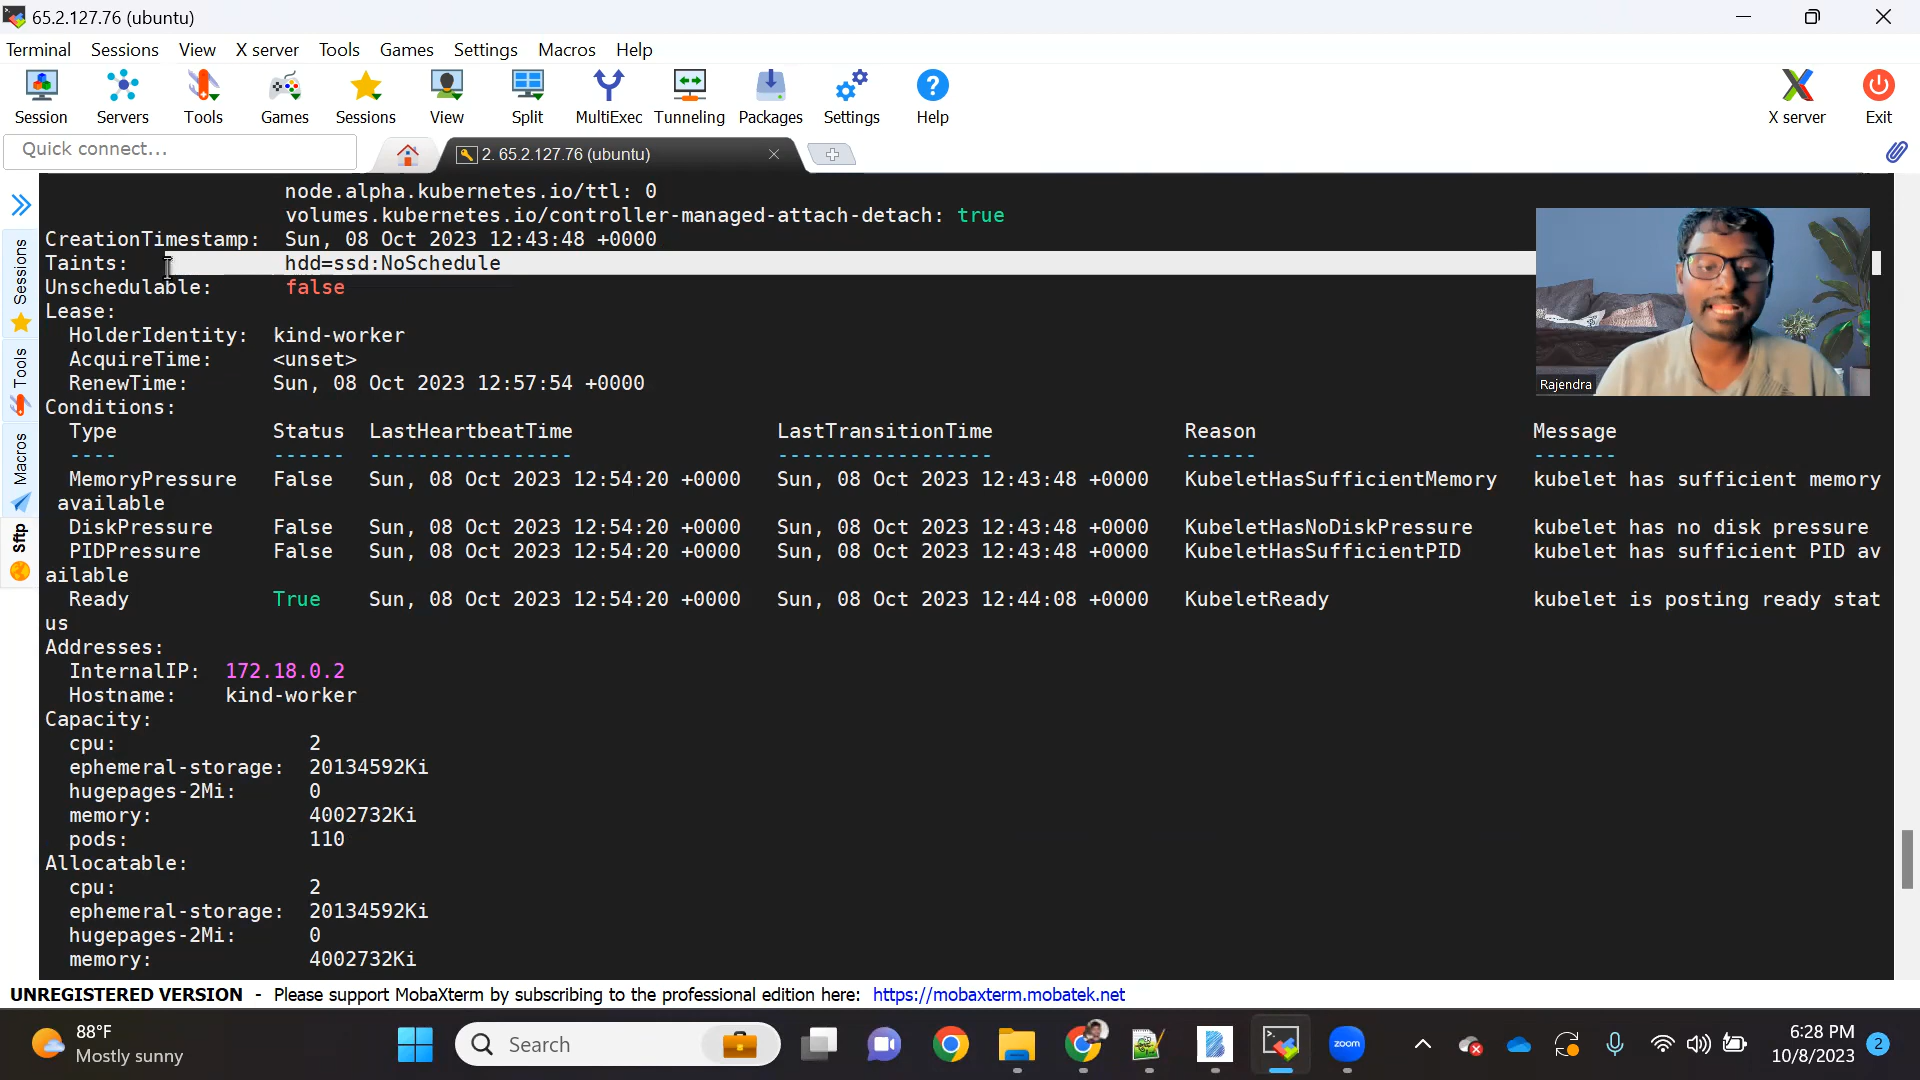 65.2.127.76 (ubuntu)
Terminal Sessions View X server Tools Games Settings Macros Help
Session Servers Tools Games Sessions View Split MultiExec Tunneling Packages Settings Help X server Exit
Quick connect...
2. 65.2.127.76 (ubuntu)
Sessions
Tools
Macros
Sftp
node.alpha.kubernetes.io/ttl: 0
volumes.kubernetes.io/controller-managed-attach-detach: true
CreationTimestamp: Sun, 08 Oct 2023 12:43:48 +0000
Taints: hdd=ssd:NoSchedule
Unschedulable: false
Lease:
HolderIdentity: kind-worker
AcquireTime: <unset>
RenewTime: Sun, 08 Oct 2023 12:57:54 +0000
Conditions:
Type Status LastHeartbeatTime LastTransitionTime Reason Message
---- ------ ----------------- ------------------ ------ -------
MemoryPressure False Sun, 08 Oct 2023 12:54:20 +0000 Sun, 08 Oct 2023 12:43:48 +0000 KubeletHasSufficientMemory kubelet has sufficient memory
available
DiskPressure False Sun, 08 Oct 2023 12:54:20 +0000 Sun, 08 Oct 2023 12:43:48 +0000 KubeletHasNoDiskPressure kubelet has no disk pressure
PIDPressure False Sun, 08 Oct 2023 12:54:20 +0000 Sun, 08 Oct 2023 12:43:48 +0000 KubeletHasSufficientPID kubelet has sufficient PID av
ailable
Ready True Sun, 08 Oct 2023 12:54:20 +0000 Sun, 08 Oct 2023 12:44:08 +0000 KubeletReady kubelet is posting ready stat
us
Addresses:
InternalIP: 172.18.0.2
Hostname: kind-worker
Capacity:
cpu: 2
ephemeral-storage: 20134592Ki
hugepages-2Mi: 0
memory: 4002732Ki
pods: 110
Allocatable:
cpu: 2
ephemeral-storage: 20134592Ki
hugepages-2Mi: 0
memory: 4002732Ki
Rajendra
UNREGISTERED VERSION - Please support MobaXterm by subscribing to the professional edition here: https://mobaxterm.mobatek.net
88°F
Mostly sunny
Search
zoom
6:28 PM
10/8/2023
2